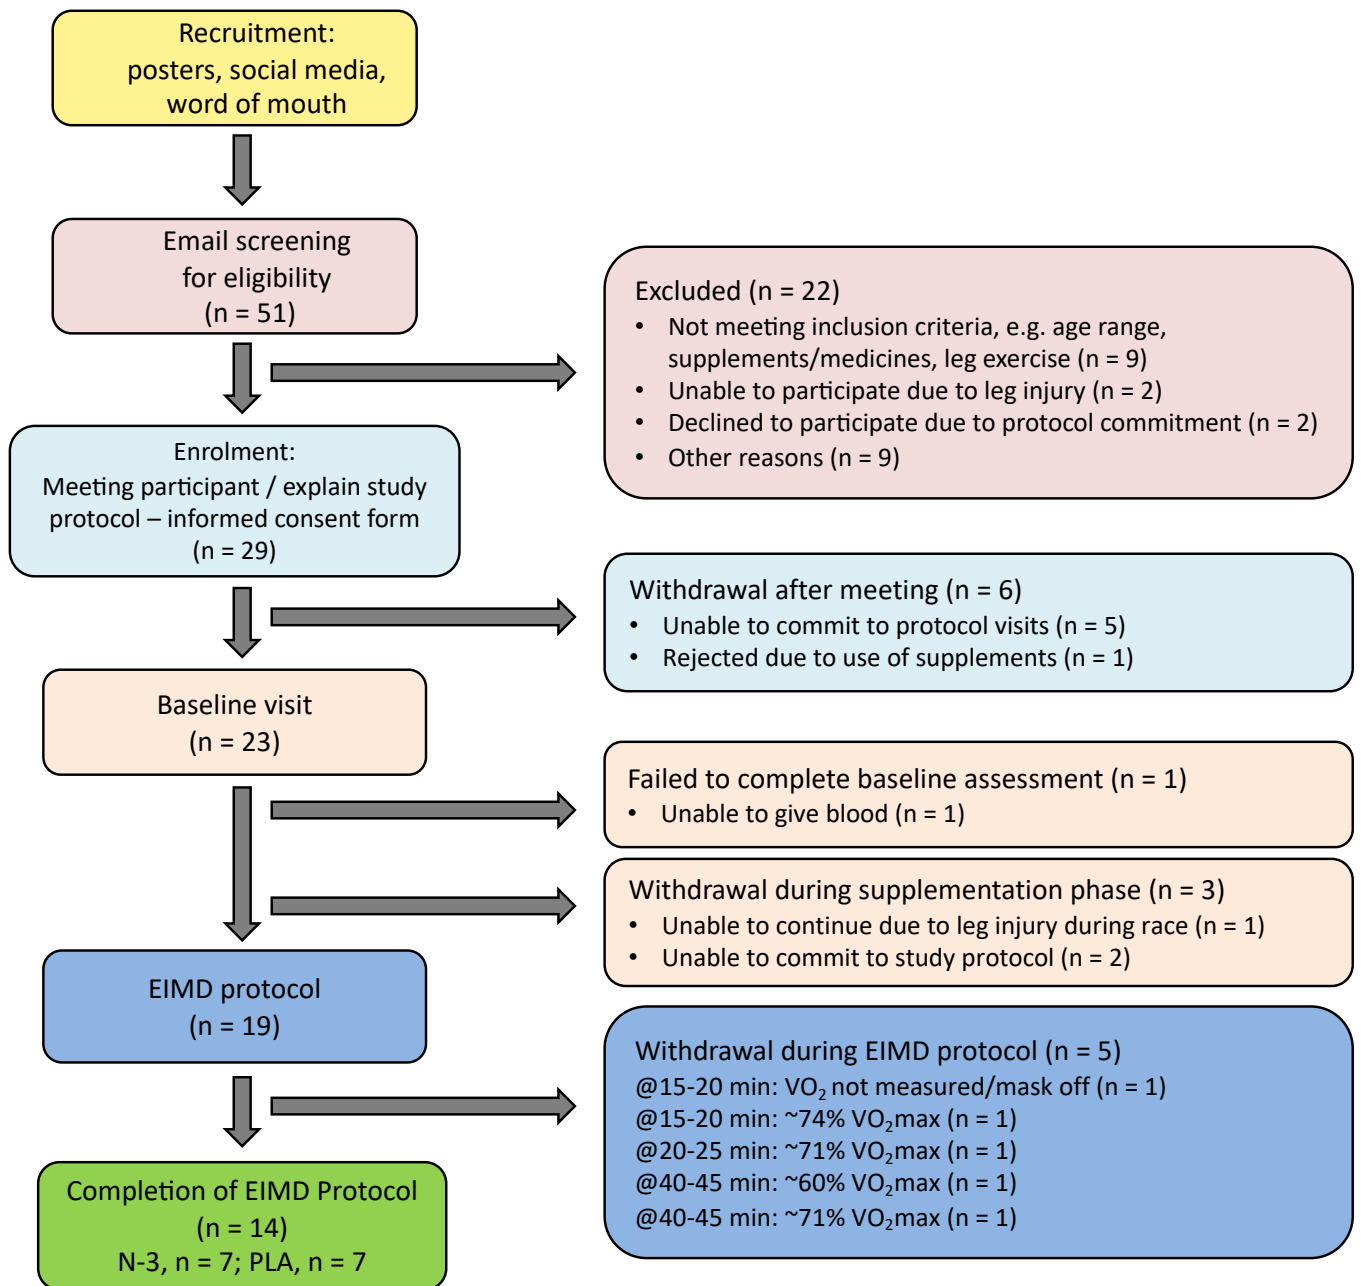 Recruitment:
posters, social media,
word of mouth
Email screening
for eligibility
(n = 51)
Excluded (n = 22)
• Not meeting inclusion criteria, e.g. age range,
supplements/medicines, leg exercise (n = 9)
• Unable to participate due to leg injury (n = 2)
• Declined to participate due to protocol commitment (n = 2)
• Other reasons (n = 9)
Enrolment:
Meeting participant / explain study
protocol – informed consent form
(n = 29)
Withdrawal after meeting (n = 6)
• Unable to commit to protocol visits (n = 5)
• Rejected due to use of supplements (n = 1)
Baseline visit
(n = 23)
Failed to complete baseline assessment (n = 1)
• Unable to give blood (n = 1)
Withdrawal during supplementation phase (n = 3)
• Unable to continue due to leg injury during race (n = 1)
• Unable to commit to study protocol (n = 2)
EIMD protocol
(n = 19)
Withdrawal during EIMD protocol (n = 5)
@15-20 min: VO₂ not measured/mask off (n = 1)
@15-20 min: ~74% VO₂max (n = 1)
@20-25 min: ~71% VO₂max (n = 1)
@40-45 min: ~60% VO₂max (n = 1)
@40-45 min: ~71% VO₂max (n = 1)
Completion of EIMD Protocol
(n = 14)
N-3, n = 7; PLA, n = 7